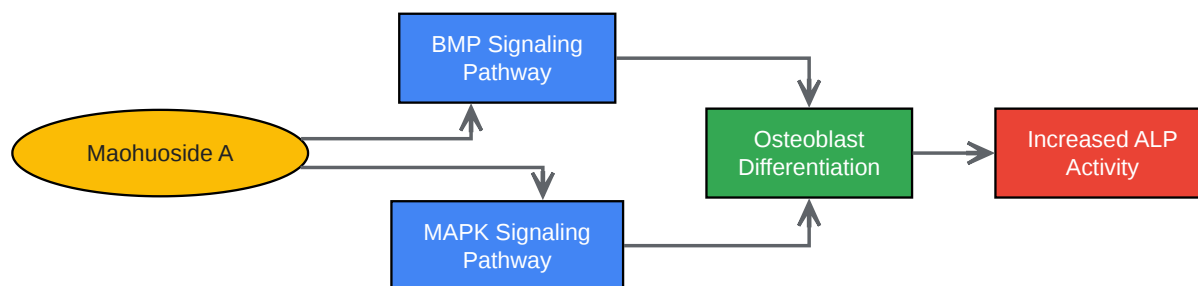 BMP Signaling
Pathway
Maohuoside A
Osteoblast
Differentiation
Increased ALP
Activity
MAPK Signaling
Pathway